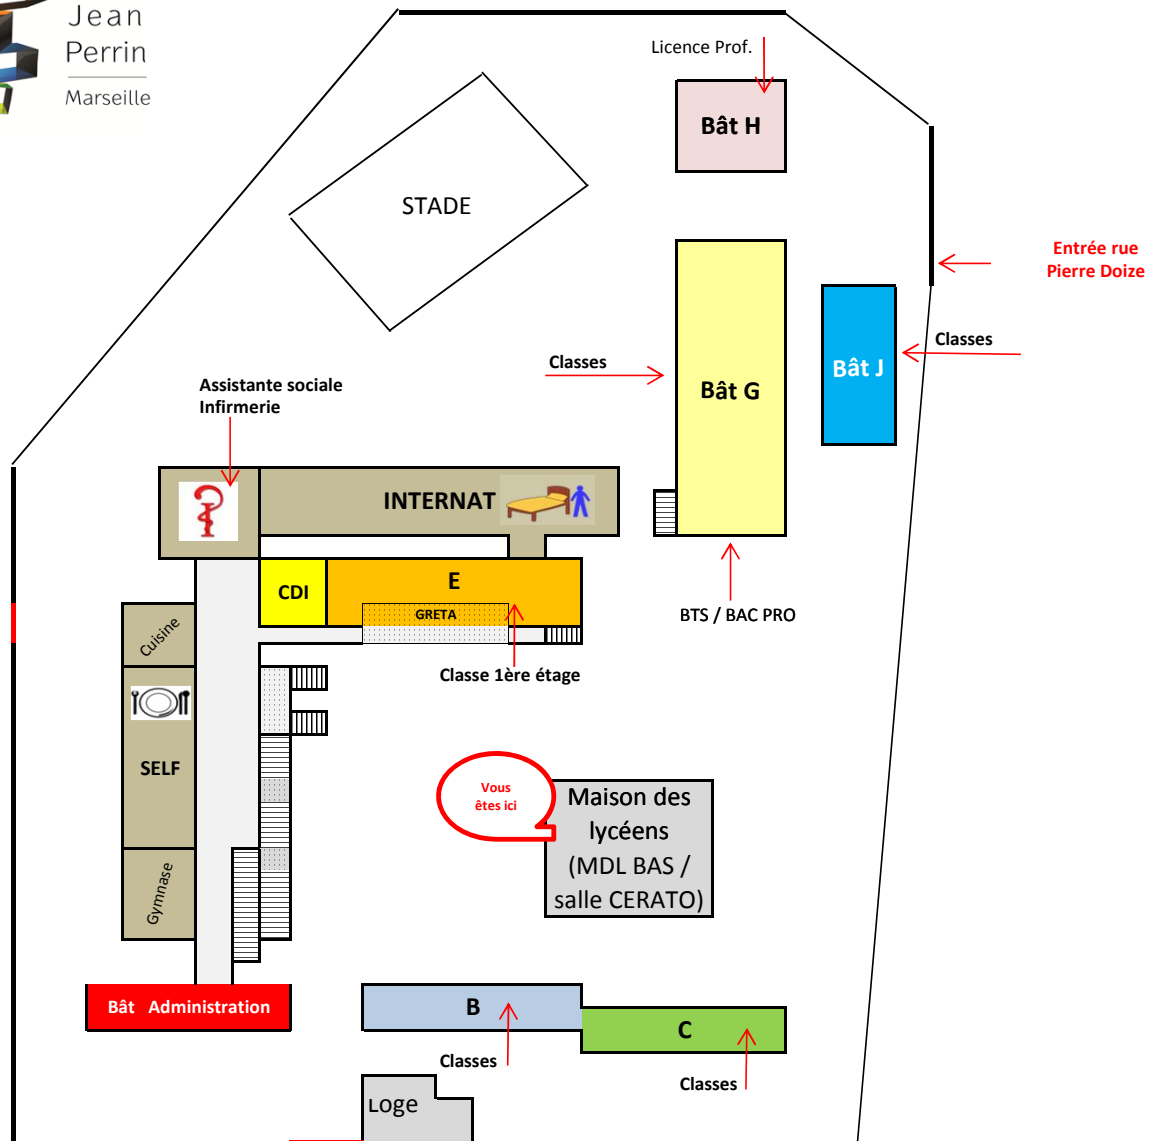 Jean
Perrin
Marseille
Licence Prof.
Bât H
STADE
Entrée rue
Pierre Doize
Classes
Bât J
Classes
Bât G
Assistante sociale
Infirmerie
INTERNAT
CDI
E
GRETA
BTS / BAC PRO
Cuisine
Classe 1ère étage
SELF
Vous
êtes ici
Maison des
lycéens
(MDL BAS /
salle CERATO)
Gymnase
Bât Administration
B
C
Classes
Classes
Loge